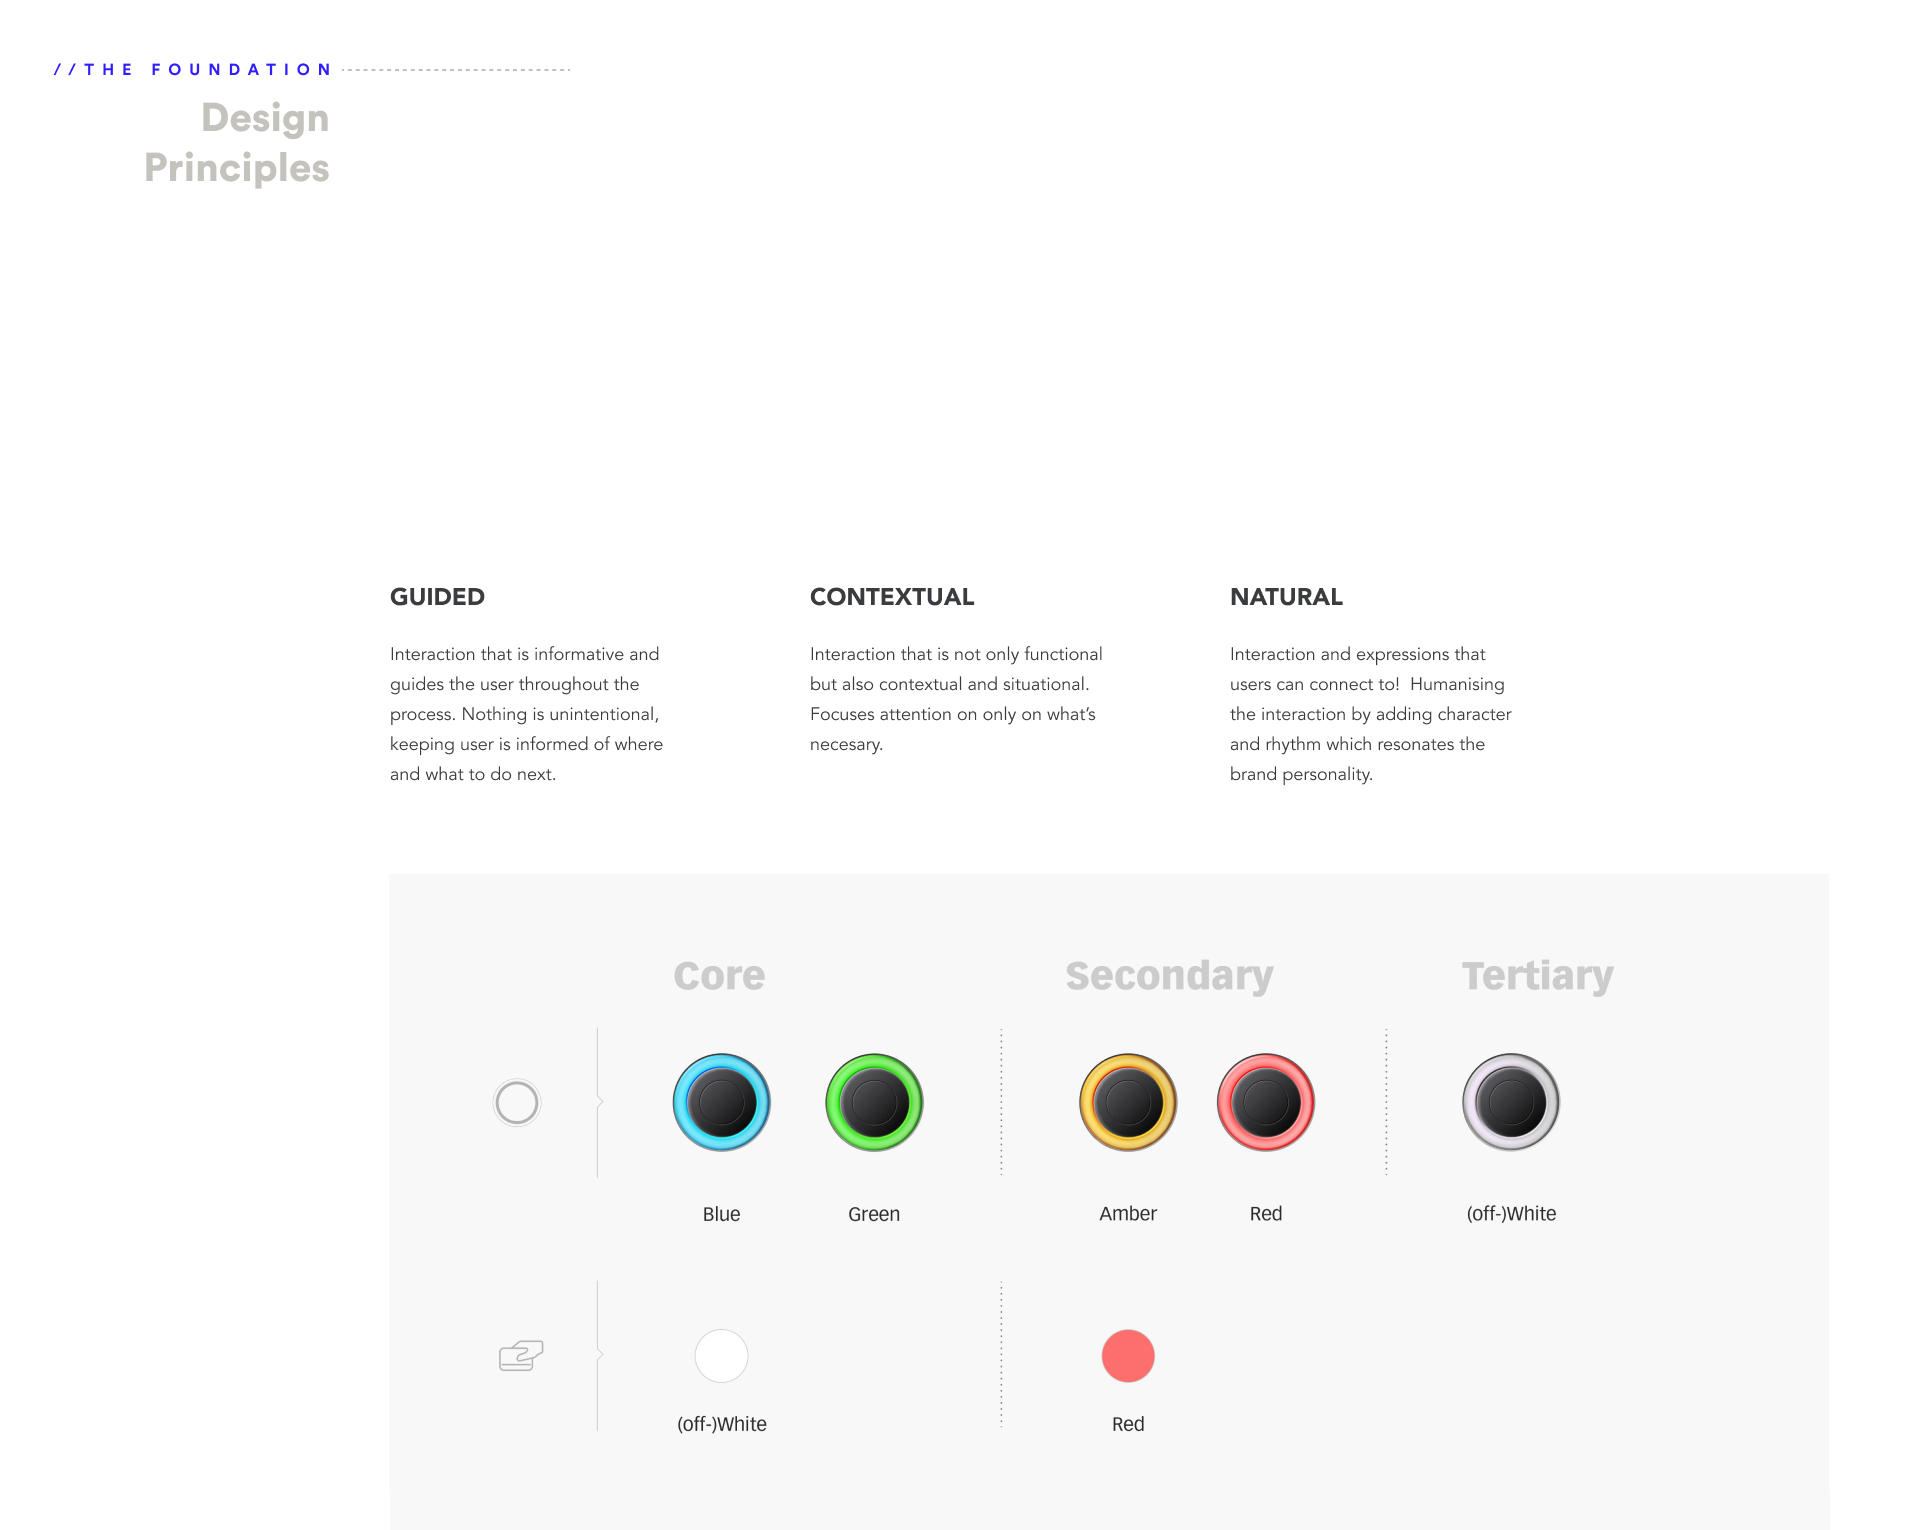 //THE FOUNDATION
Design
Principles
GUIDED
Interaction that is informative and
guides the user throughout the
process. Nothing is unintentional,
keeping user is informed of where
and what to do next.
CONTEXTUAL
Interaction that is not only functional
but also contextual and situational.
Focuses attention on only on what’s
necesary.
NATURAL
Interaction and expressions that
users can connect to!  Humanising
the interaction by adding character
and rhythm which resonates the
brand personality.
Core
Secondary
Tertiary
Blue
Green
Amber
Red
(off-)White
(off-)White
Red